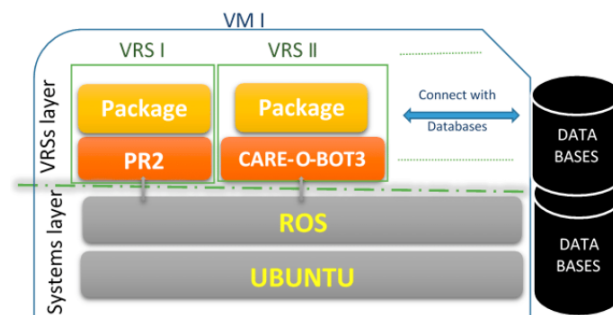 VM I
VRS I
VRS II
VRSs layer
Package
Package
Connect with
Databases
PR2
CARE-O-BOT3
DATA
BASES
Systems layer
ROS
UBUNTU
DATA
BASES